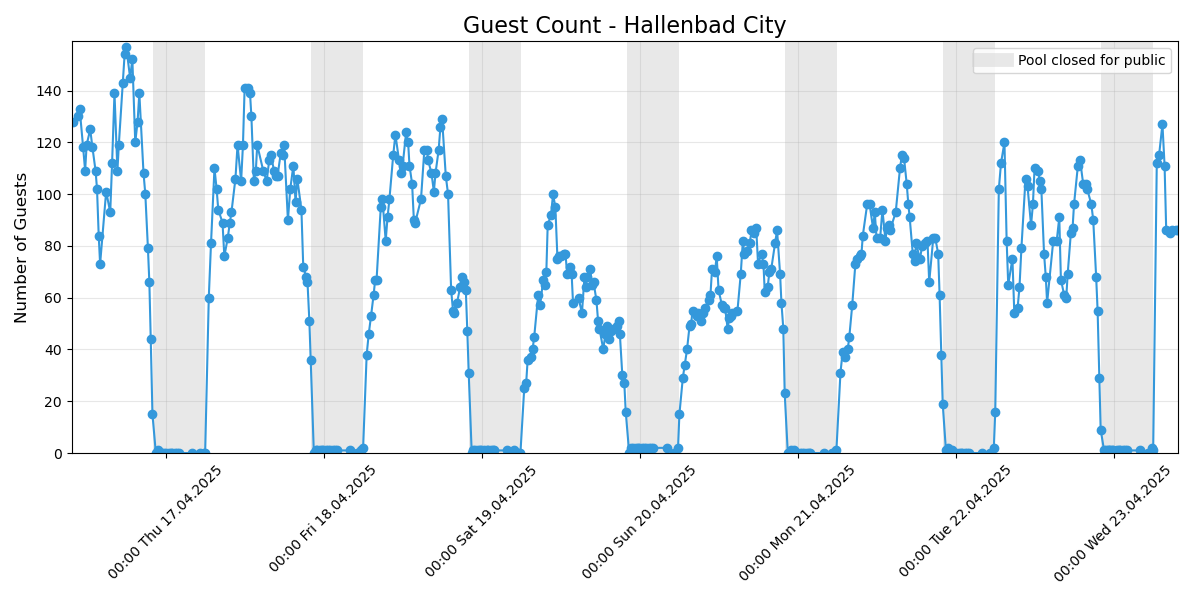 Guest Count - Hallenbad City
Pool closed for public
Number of Guests
140
120
100
80
60
40
20
0
00:00 Thu 17.04.2025
00:00 Fri 18.04.2025
00:00 Sat 19.04.2025
00:00 Sun 20.04.2025
00:00 Mon 21.04.2025
00:00 Tue 22.04.2025
00:00 Wed 23.04.2025